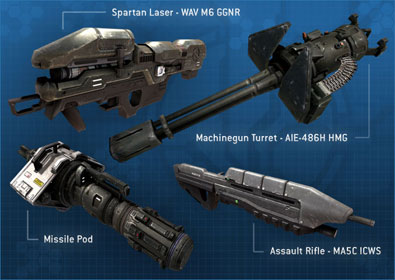 Spartan Laser - WAV M6 GGNR
Machinegun Turret - AIE-486H HMG
Missile Pod
Assault Rifle - MA5C ICWS